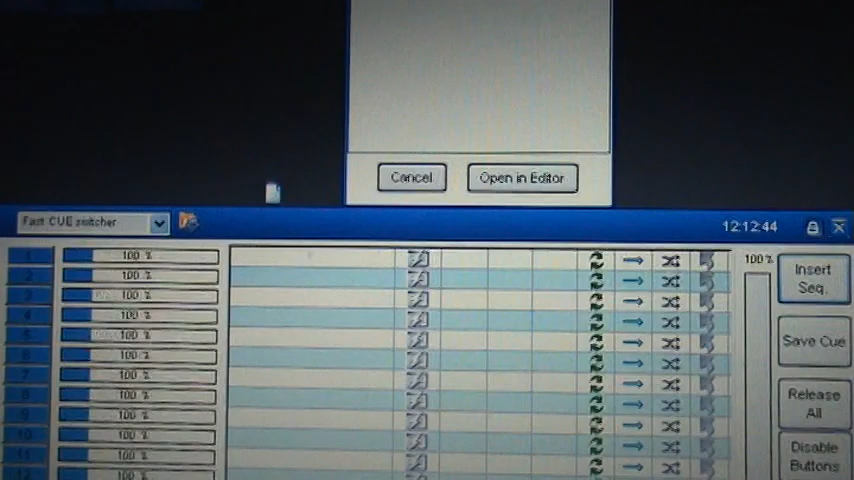 Cancel
Open in Editor
Fast CUE switcher
12:12:44
1
100 %
100 %
Insert
Seq.
2
100 %
3
100 %
4
100 %
5
100 %
Save Cue
6
100 %
7
100 %
8
100 %
Release
All
9
100 %
10
100 %
11
100 %
Disable
Buttons
12
100 %